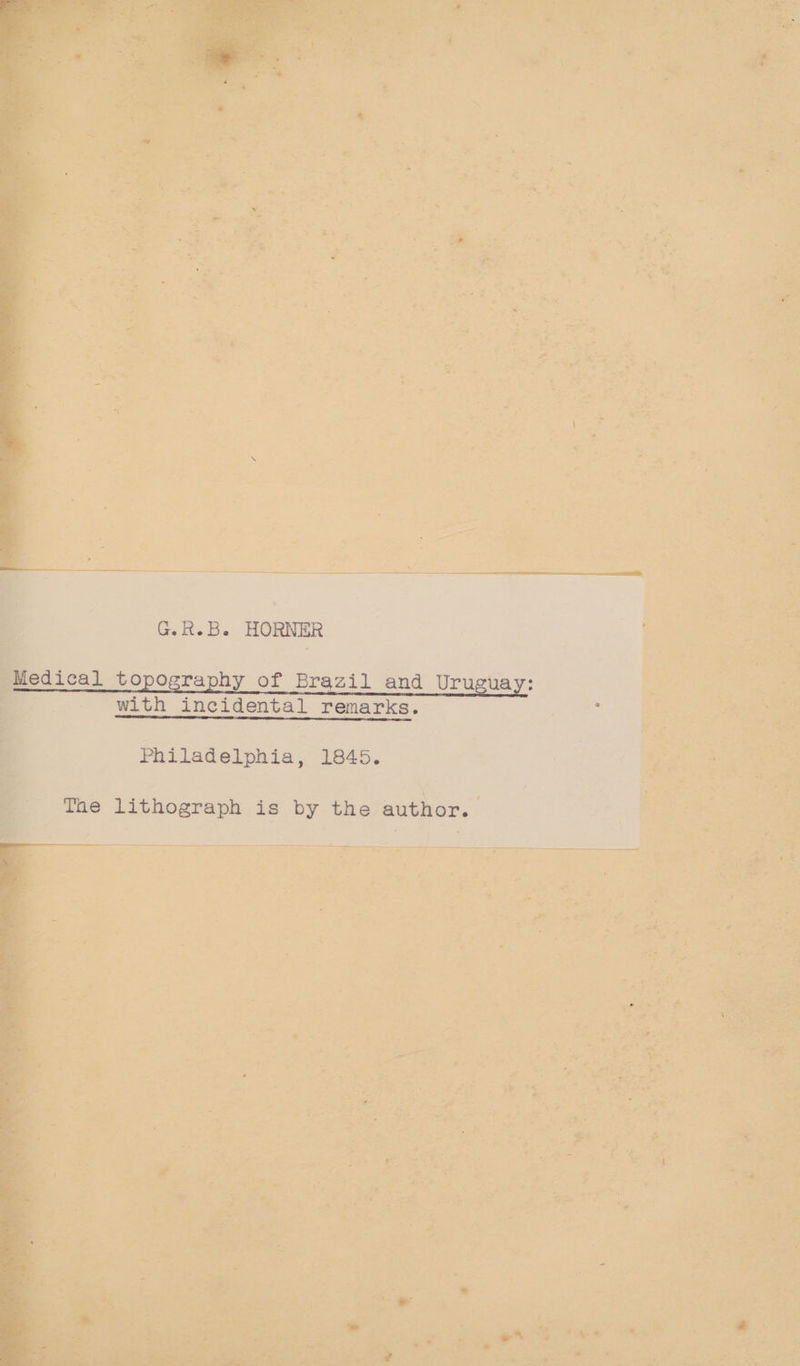 G.R.B. HORNER
Medical topography of Brazil and Uruguay:
with incidental remarks.
Philadelphia, 1845.
The lithograph is by the author.